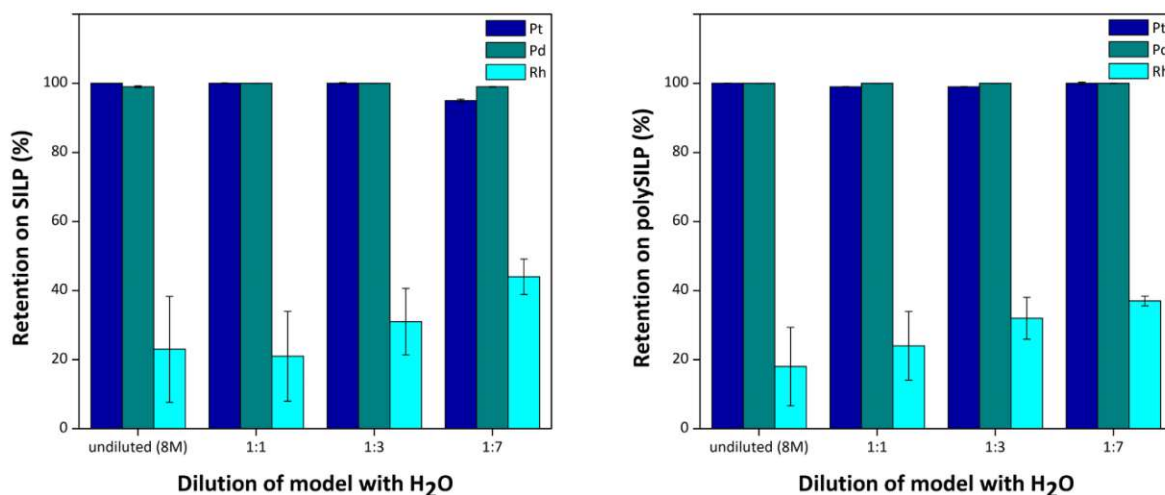 Pt
Pd
Rh
100
80
60
40
20
0
Retention on SILP (%)
undiluted (8M) 1:1 1:3 1:7
Dilution of model with H₂O
Pt
Pd
Rh
100
80
60
40
20
0
Retention on polySILP (%)
undiluted (8M) 1:1 1:3 1:7
Dilution of model with H₂O